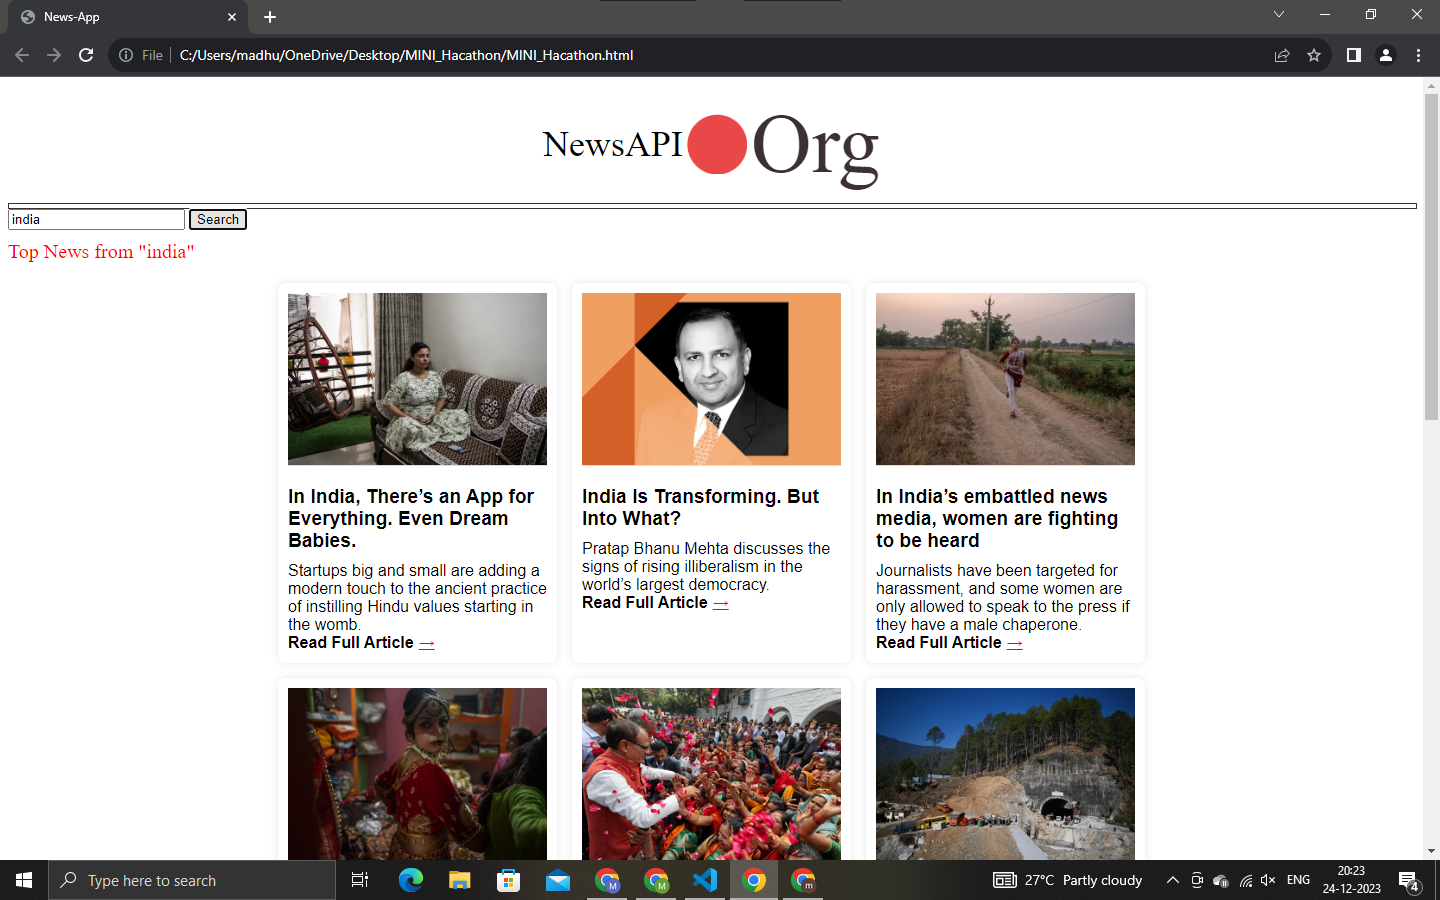 News-App
File
C:/Users/madhu/OneDrive/Desktop/MINI_Hacathon/MINI_Hacathon.html
NewsAPI Org
india
Search
Top News from "india"
In India, There’s an App for
Everything. Even Dream
Babies.
Startups big and small are adding a
modern touch to the ancient practice
of instilling Hindu values starting in
the womb.
Read Full Article →
India Is Transforming. But
Into What?
Pratap Bhanu Mehta discusses the
signs of rising illiberalism in the
world’s largest democracy.
Read Full Article →
In India’s embattled news
media, women are fighting
to be heard
Journalists have been targeted for
harassment, and some women are
only allowed to speak to the press if
they have a male chaperone.
Read Full Article →
Type here to search
M
M
m
27°C Partly cloudy
ENG
20:23
24-12-2023
4